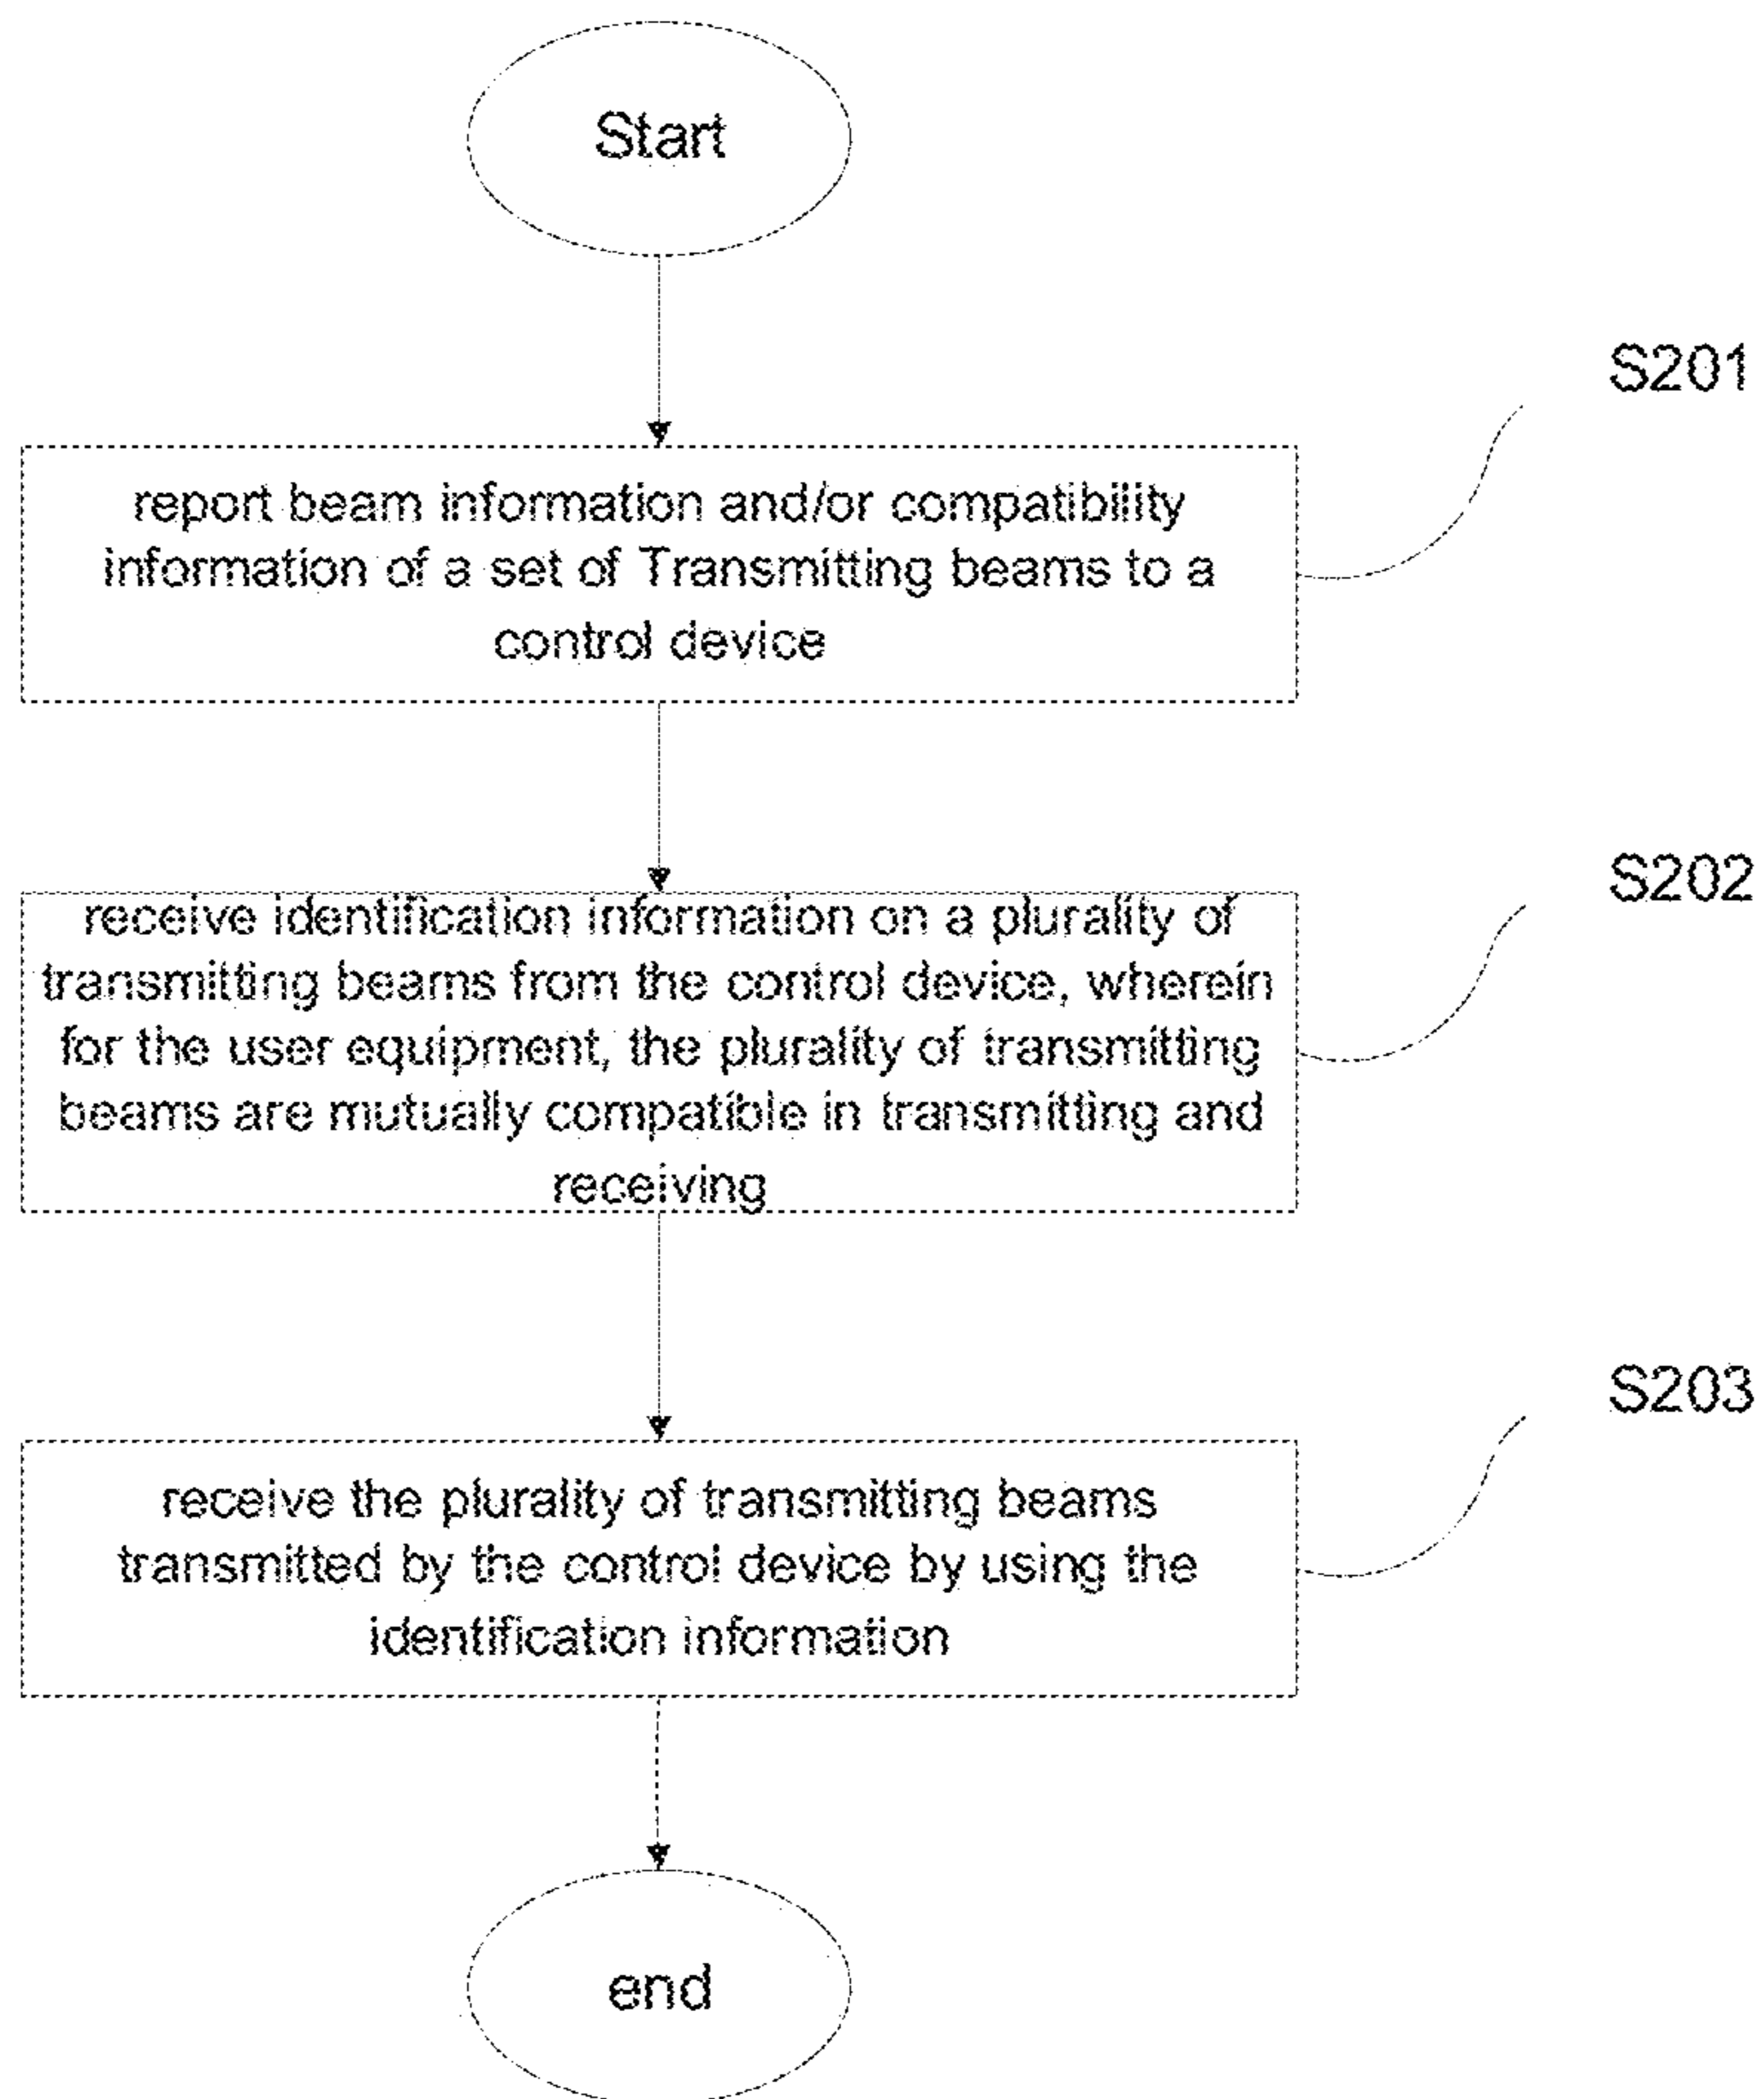 Start
S201
report beam information and/or compatibility
information of a set of Transmitting beams to a
control device
S202
receive identification information on a plurality of
transmitting beams from the control device, wherein
for the user equipment, the plurality of transmitting
beams are mutually compatible in transmitting and
receiving
S203
receive the plurality of transmitting beams
transmitted by the control device by using the
identification information
end